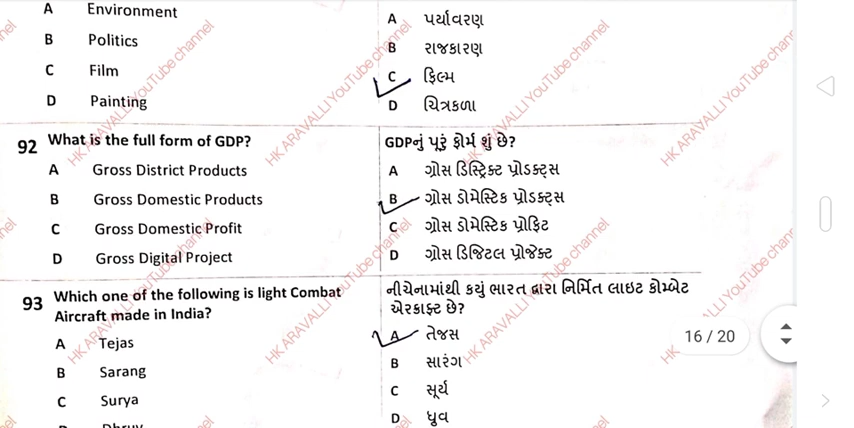 A Environment
B Politics
C Film
D Painting
A પર્યાવરણ
B રાજકારણ
C ફિલ્મ
D ચિત્રકળા
92 What is the full form of GDP?
A Gross District Products
B Gross Domestic Products
C Gross Domestic Profit
D Gross Digital Project
GDPનું પૂરું ફોર્મ શું છે?
A ગ્રોસ ડિસ્ટ્રિક્ટ પ્રોડક્ટ્સ
B ગ્રોસ ડોમેસ્ટિક પ્રોડક્ટ્સ
C ગ્રોસ ડોમેસ્ટિક પ્રોફિટ
D ગ્રોસ ડિજિટલ પ્રોજેક્ટ
93 Which one of the following is light Combat
Aircraft made in India?
A Tejas
B Sarang
C Surya
નીચેનામાંથી કયું ભારત દ્વારા નિર્મિત લાઇટ કોમ્બેટ
એરક્રાફ્ટ છે?
A તેજસ
B સારંગ
C સૂર્ય
D ધ્રુવ
16 / 20
HK ARAVALLI YouTube channel